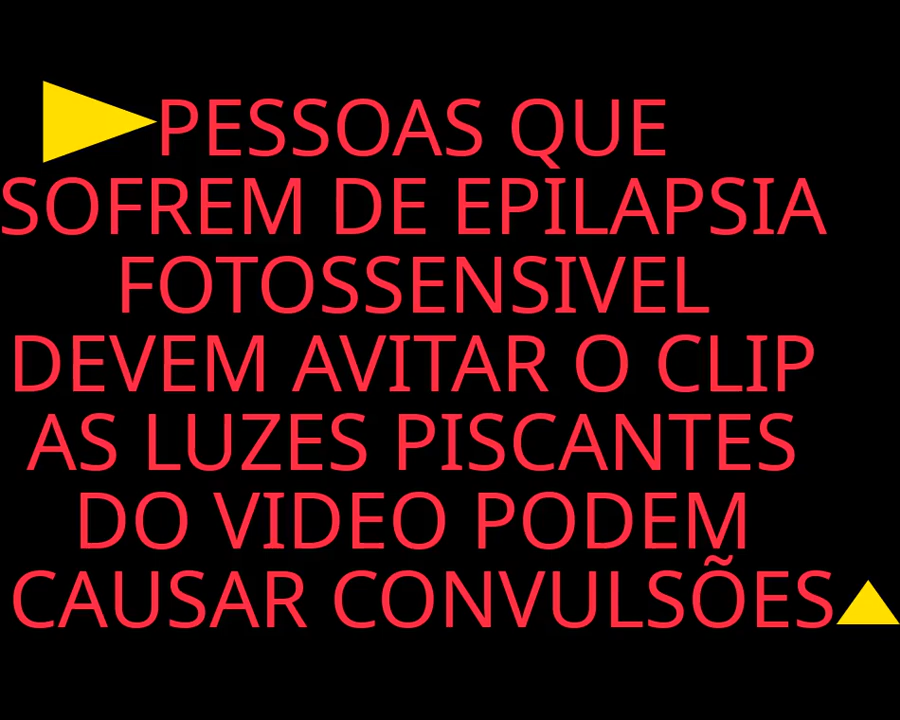 PESSOAS QUE
SOFREM DE EPILAPSIA
FOTOSSENSIVEL
DEVEM AVITAR O CLIP
AS LUZES PISCANTES
DO VIDEO PODEM
CAUSAR CONVULSÕES